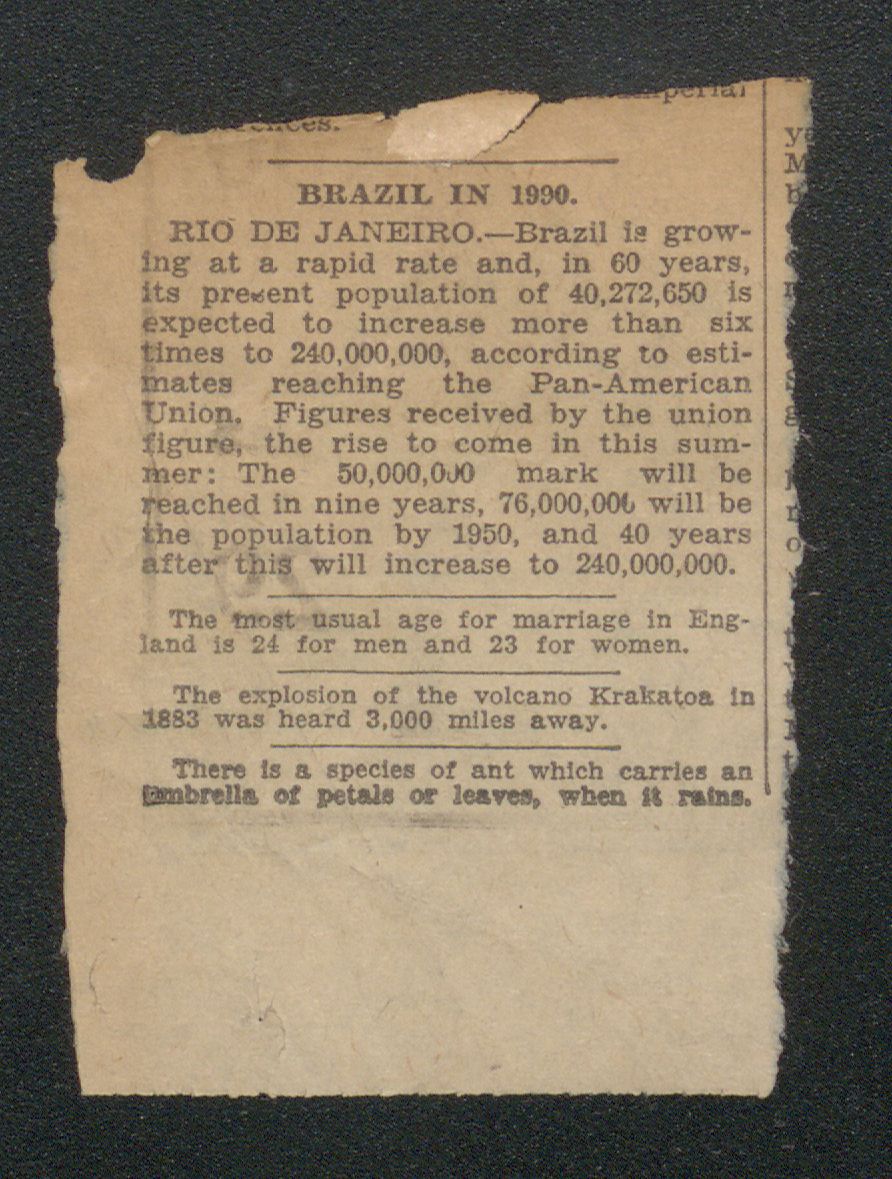 BRAZIL IN 1990.
RIO DE JANEIRO.—Brazil is grow-
ing at a rapid rate and, in 60 years,
its present population of 40,272,650 is
expected to increase more than six
times to 240,000,000, according to esti-
mates reaching the Pan-American
Union. Figures received by the union
figure, the rise to come in this sum-
mer: The 50,000,000 mark will be
reached in nine years, 76,000,000 will be
the population by 1950, and 40 years
after this will increase to 240,000,000.
The most usual age for marriage in Eng-
land is 24 for men and 23 for women.
The explosion of the volcano Krakatoa in
1883 was heard 3,000 miles away.
There is a species of ant which carries an
umbrella of petals or leaves, when it rains.